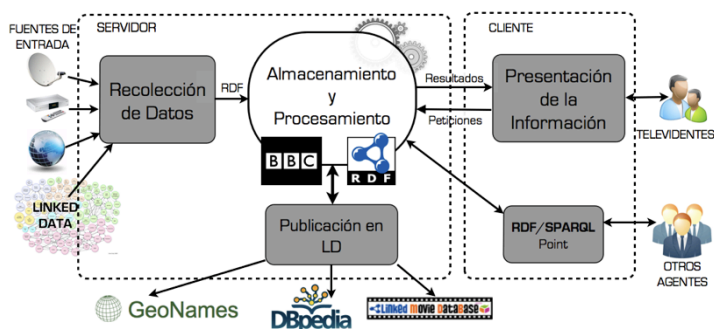 FUENTES DE
ENTRADA
SERVIDOR
CLIENTE
Recolección
de Datos
RDF
Almacenamiento
y
Procesamiento
BBC
RDF
Resultados
Peticiones
Presentación
de la
Información
TELEVIDENTES
LINKED
DATA
Publicación en
LD
RDF/SPARQL
Point
OTROS
AGENTES
GeoNames
DBpedia
Linked Movie DataBase